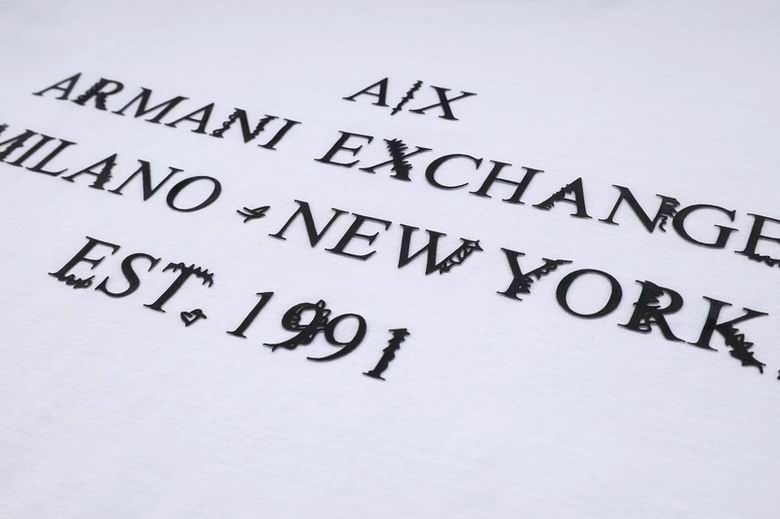 A|X
ARMANI EXCHANGE
MILANO - NEW YORK
EST. 1991